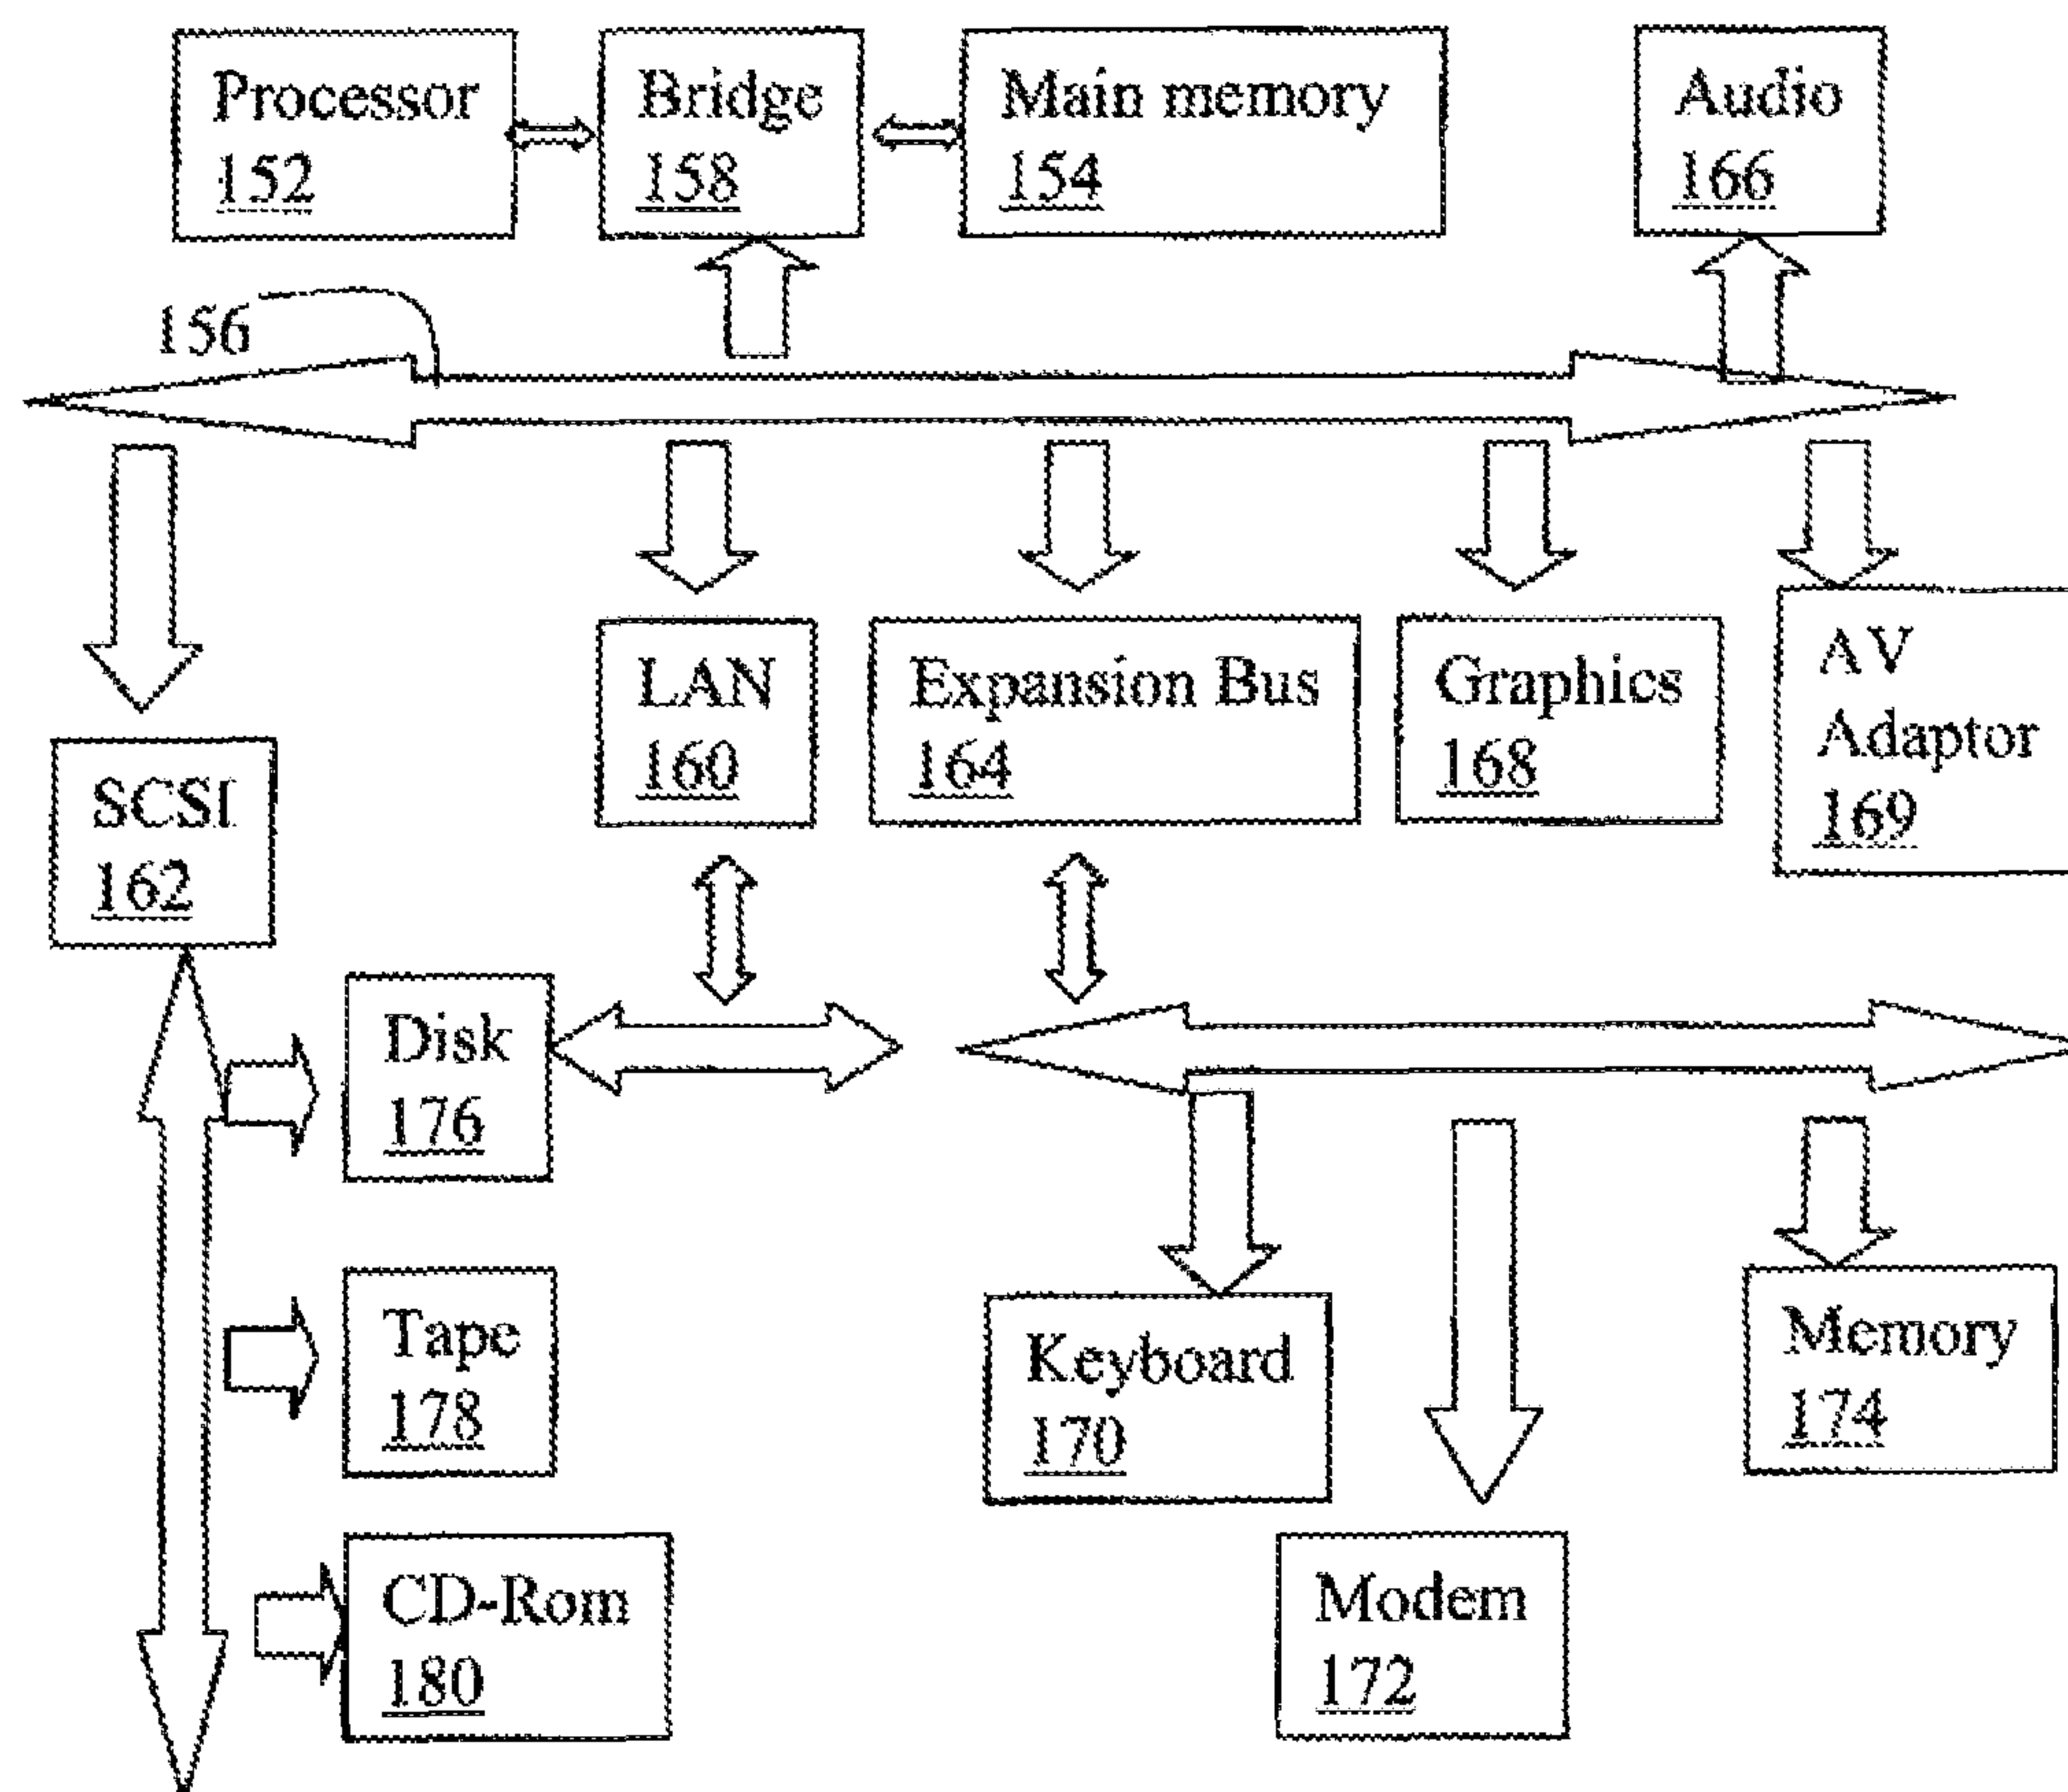 Processor
152
Bridge
158
Main memory
154
Audio
166
156
SCSI
162
LAN
160
Expansion Bus
164
Graphics
168
AV
Adaptor
169
Disk
176
Tape
178
CD-Rom
180
Keyboard
170
Modem
172
Memory
174